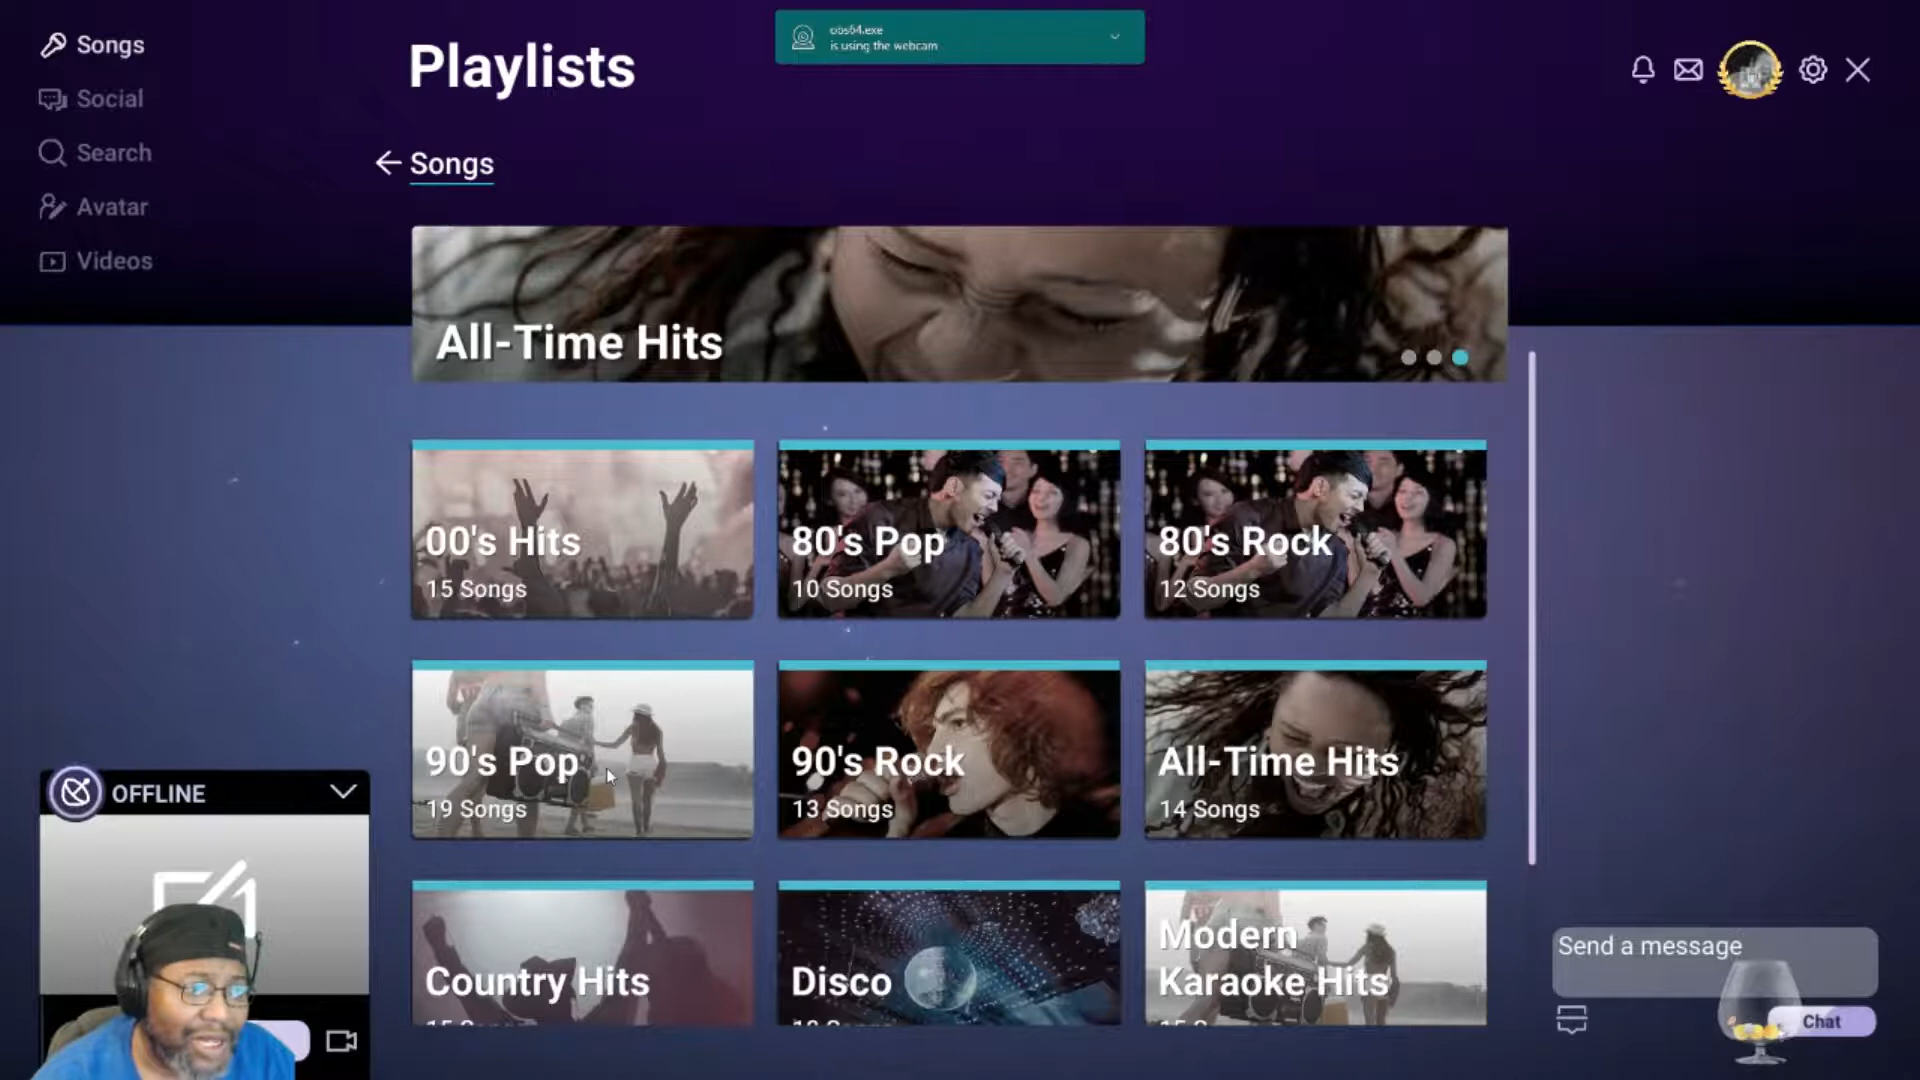 Songs
Social
Search
Avatar
Videos
Playlists
obs64.exe
is using the webcam
Songs
All-Time Hits
00's Hits
15 Songs
80's Pop
10 Songs
80's Rock
12 Songs
90's Pop
19 Songs
90's Rock
13 Songs
All-Time Hits
14 Songs
Country Hits
Disco
Modern
Karaoke Hits
OFFLINE
Send a message
Chat